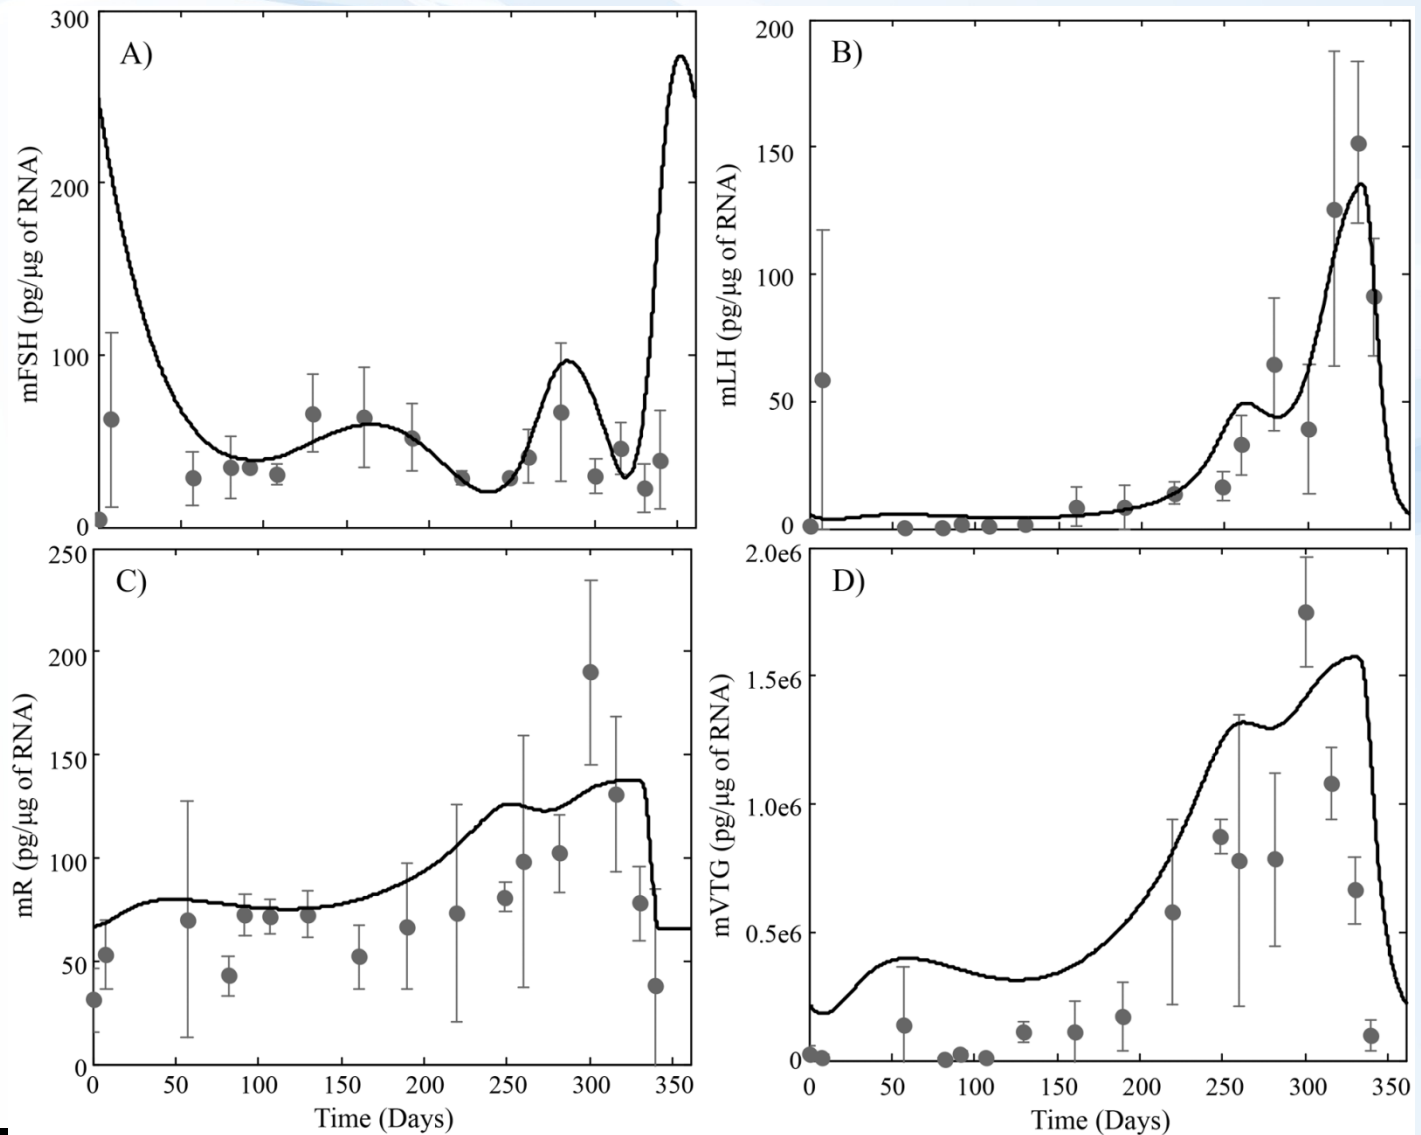 A)
300
200
100
0
mFSH (pg/µg of RNA)
B)
200
150
100
50
0
mLH (pg/µg of RNA)
C)
250
200
150
100
50
0
mR (pg/µg of RNA)
0 50 100 150 200 250 300 350
Time (Days)
D)
2.0e6
1.5e6
1.0e6
0.5e6
0
mVTG (pg/µg of RNA)
0 50 100 150 200 250 300 350
Time (Days)